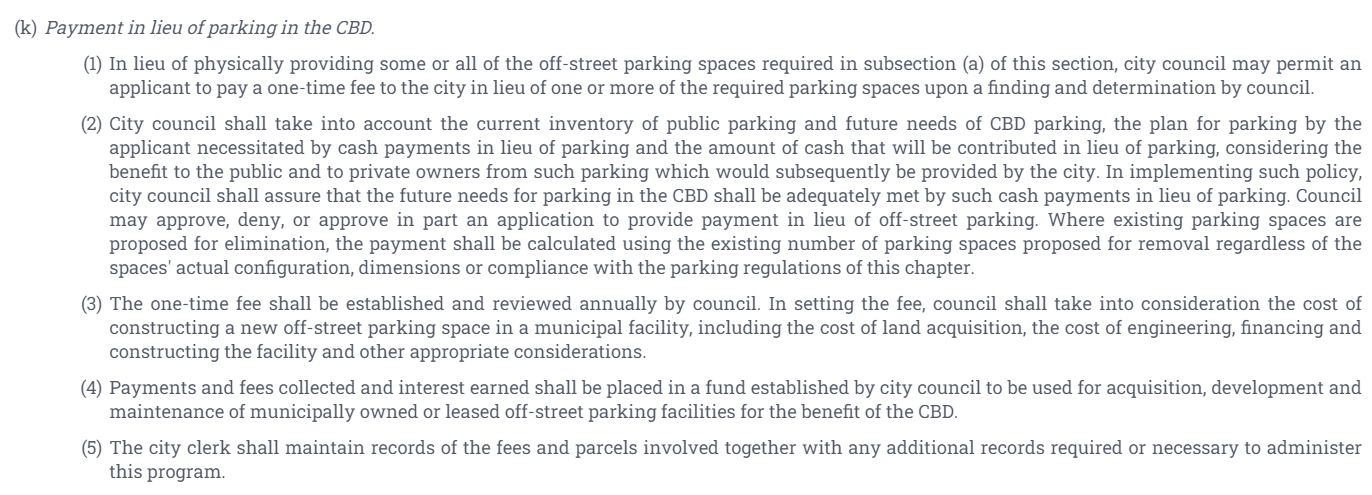 (k) Payment in lieu of parking in the CBD.
(1) In lieu of physically providing some or all of the off-street parking spaces required in subsection (a) of this section, city council may permit an
applicant to pay a one-time fee to the city in lieu of one or more of the required parking spaces upon a finding and determination by council.
(2) City council shall take into account the current inventory of public parking and future needs of CBD parking, the plan for parking by the
applicant necessitated by cash payments in lieu of parking and the amount of cash that will be contributed in lieu of parking, considering the
benefit to the public and to private owners from such parking which would subsequently be provided by the city. In implementing such policy,
city council shall assure that the future needs for parking in the CBD shall be adequately met by such cash payments in lieu of parking. Council
may approve, deny, or approve in part an application to provide payment in lieu of off-street parking. Where existing parking spaces are
proposed for elimination, the payment shall be calculated using the existing number of parking spaces proposed for removal regardless of the
spaces' actual configuration, dimensions or compliance with the parking regulations of this chapter.
(3) The one-time fee shall be established and reviewed annually by council. In setting the fee, council shall take into consideration the cost of
constructing a new off-street parking space in a municipal facility, including the cost of land acquisition, the cost of engineering, financing and
constructing the facility and other appropriate considerations.
(4) Payments and fees collected and interest earned shall be placed in a fund established by city council to be used for acquisition, development and
maintenance of municipally owned or leased off-street parking facilities for the benefit of the CBD.
(5) The city clerk shall maintain records of the fees and parcels involved together with any additional records required or necessary to administer
this program.